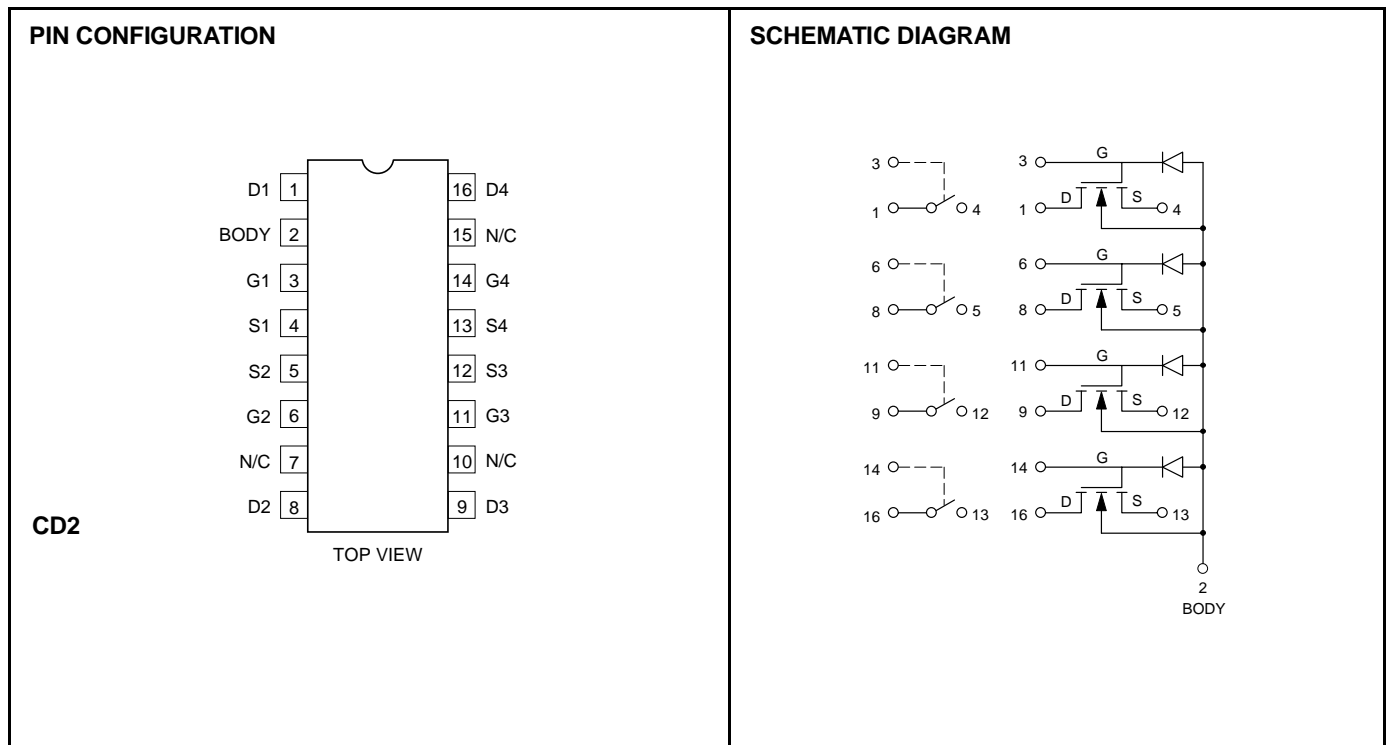 PIN CONFIGURATION
D1 1 16 D4
BODY 2 15 N/C
G1 3 14 G4
S1 4 13 S4
S2 5 12 S3
G2 6 11 G3
N/C 7 10 N/C
D2 8 9 D3
CD2
TOP VIEW
SCHEMATIC DIAGRAM
3 3 G
1 4 1 D S 4
6 6 G
8 5 8 D S 5
11 11 G
9 12 9 D S 12
14 14 G
16 13 16 D S 13
2
BODY